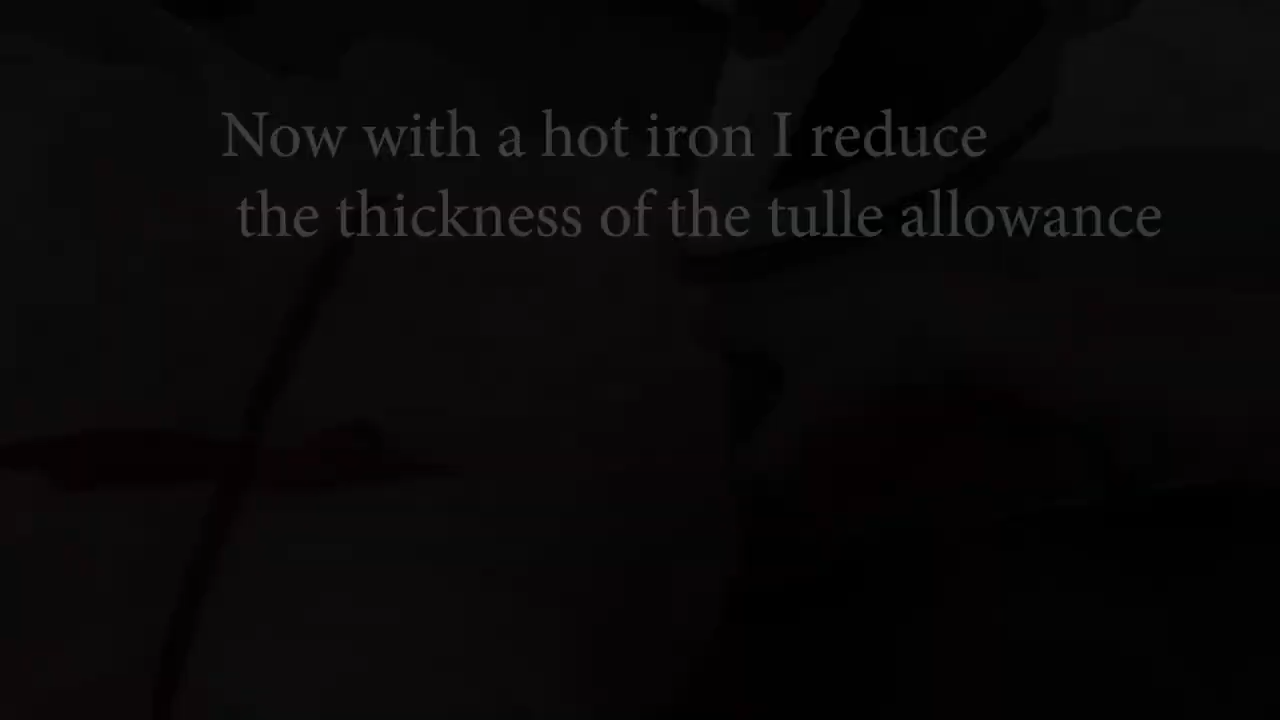 Now with a hot iron I reduce
the thickness of the tulle allowance